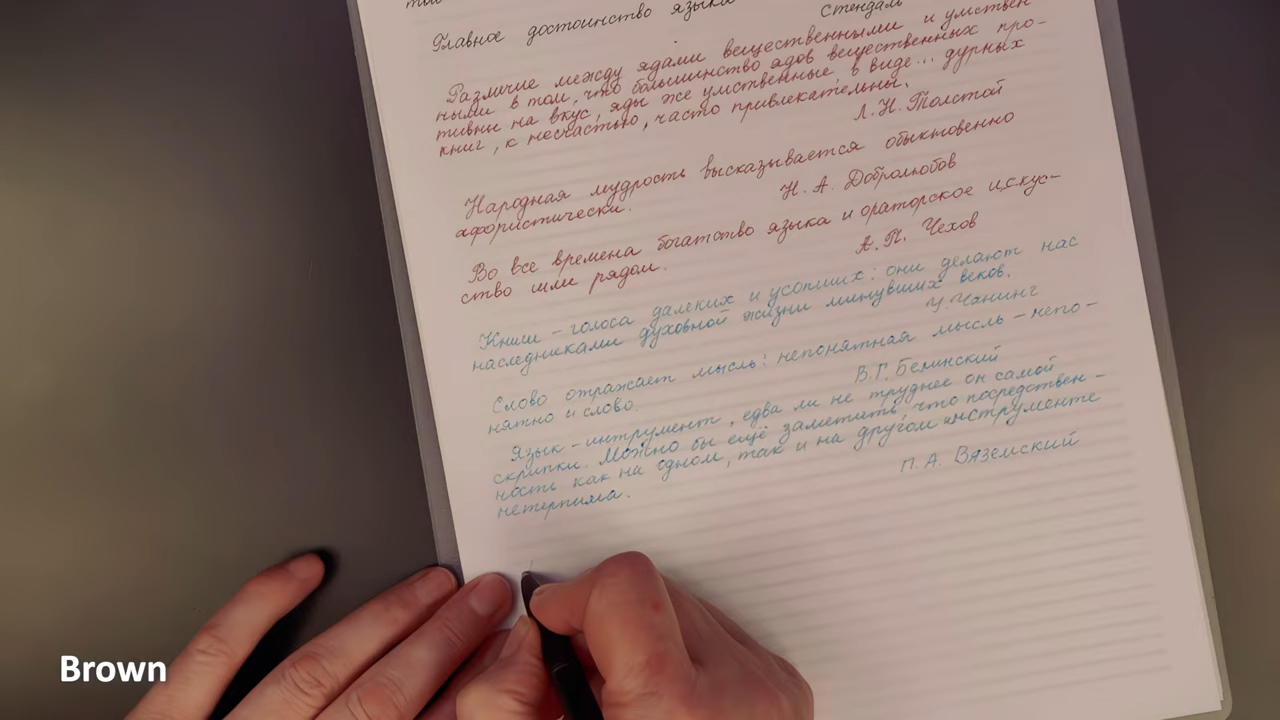 Главное достоинство языка
Стендаль
Различие между ядами вещественными и умствен
ными в том, что большинство ядов вещественных про-
тивны на вкус, яды же умственные, в виде... дурных
книг, к несчастью, часто привлекательны.
Л.Н. Толстой
Народная мудрость высказывается обыкновенно
афористически.
Н. А. Добролюбов
Во все времена богатство языка и ораторское искус-
ство шли рядом.
А.П. Чехов
Книги - голоса далеких и усопших: они делают нас
наследниками духовной жизни минувших веков.
У. Чанинг
Слово отражает мысль: непонятная мысль - непо-
нятно и слово.
В.Г. Белинский
Язык - интрумент, едва ли не труднее он самой
скрипки. Можно бы ещё заметить, что посредствен-
ность как на одном, так и на другом инструменте
нетерпима.
П. А. Вяземский
Brown